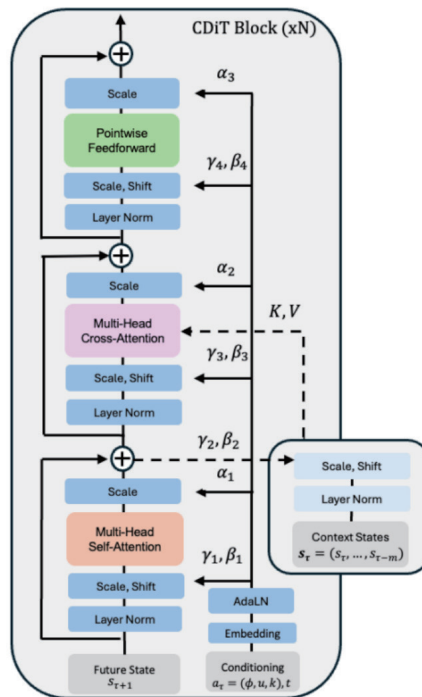 CDiT Block (xN)
Scale
α₃
Pointwise
Feedforward
Scale, Shift
γ₄, β₄
Layer Norm
Scale
α₂
Multi-Head
Cross-Attention
K, V
Scale, Shift
γ₃, β₃
Layer Norm
γ₂, β₂
Scale
α₁
Multi-Head
Self-Attention
Scale, Shift
γ₁, β₁
Layer Norm
Scale, Shift
Layer Norm
Context States
𝒔τ = (sτ, ..., sτ₋ₘ)
AdaLN
Embedding
Future State
sτ₊₁
Conditioning
aτ = (ϕ, u, k), t